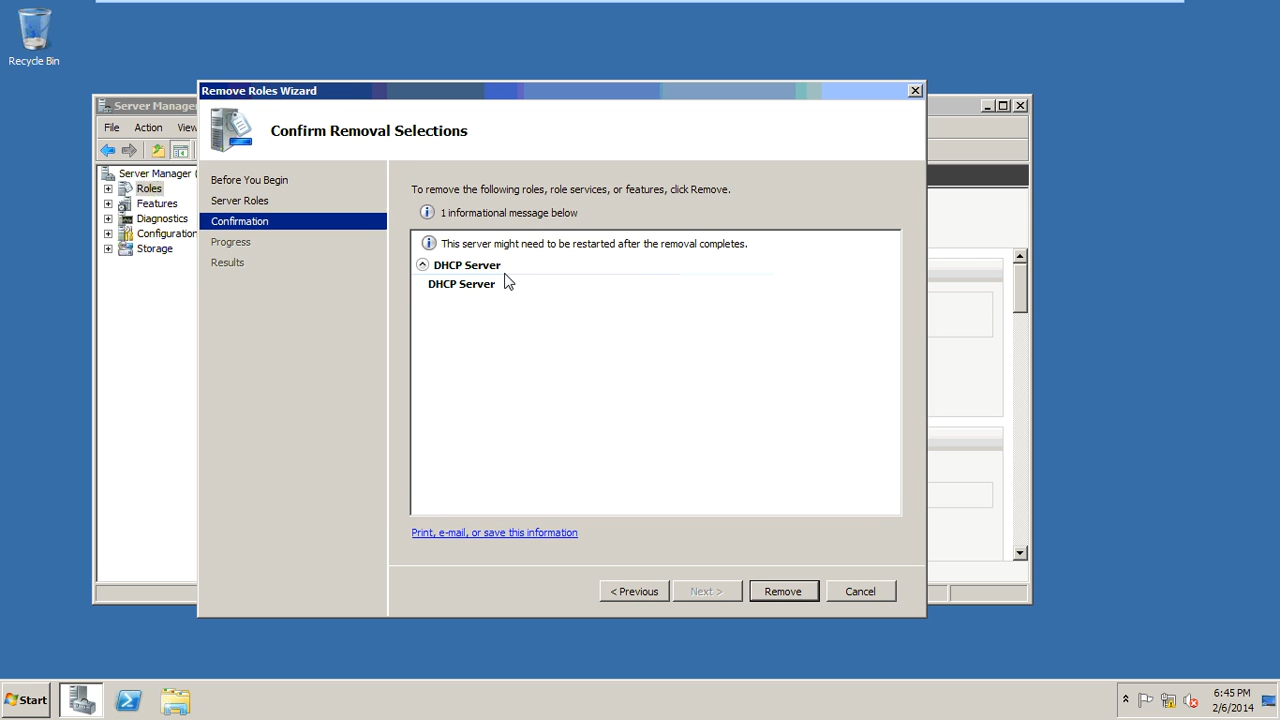 Recycle Bin
Server Manage
File Action View
Server Manager (
Roles
Features
Diagnostics
Configuration
Storage
Remove Roles Wizard
Confirm Removal Selections
Before You Begin
Server Roles
Confirmation
Progress
Results
To remove the following roles, role services, or features, click Remove.
1 informational message below
This server might need to be restarted after the removal completes.
DHCP Server
DHCP Server
Print, e-mail, or save this information
< Previous Next > Remove Cancel
Start
6:45 PM
2/6/2014